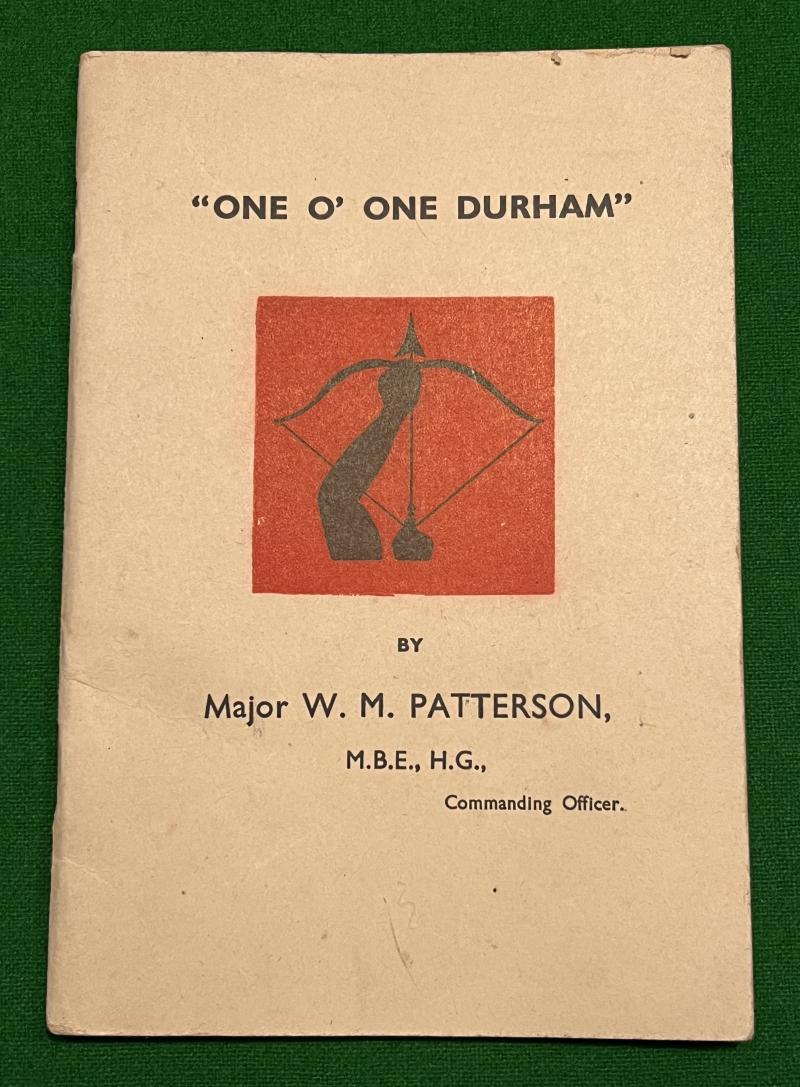 “ONE O’ ONE DURHAM”
BY
Major W. M. PATTERSON,
M.B.E., H.G.,
Commanding Officer.